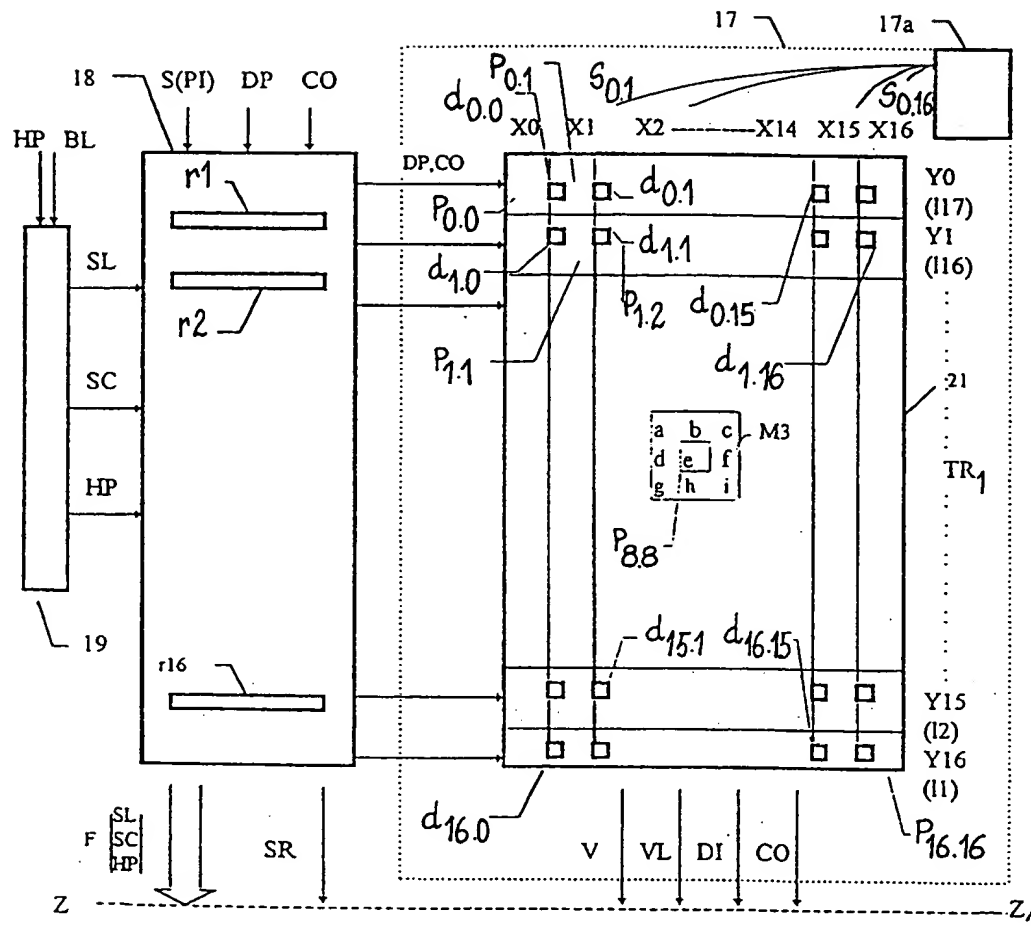 17 17a
18 S(PI) DP CO
P0.1 S0.1 S0.16
d0.0
X0 X1 X2 X14 X15 X16
HP BL
DP,CO
r1 P0.0 d0.1 Y0
(l17)
SL d1.0 d1.1 Y1
(l16)
r2 P1.2 d0.15
P1.1 d1.16
SC 21
a b c M3
d e f TR1
g h i
HP
P8.8
19 d15.1 d16.15
r16
Y15
(l2)
Y16
(l1)
d16.0 P16.16
F SL SC HP SR V VL DI CO
Z Z